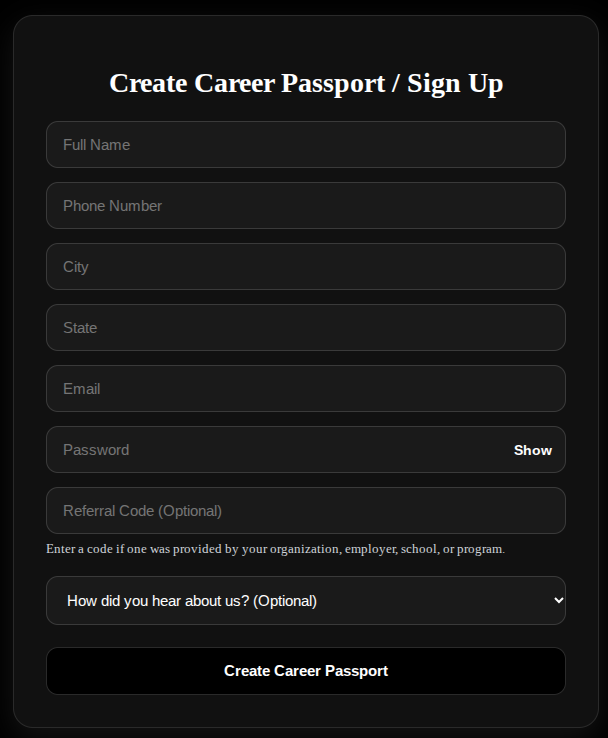 Create Career Passport / Sign Up
Full Name
Phone Number
City
State
Email
Password
Show
Referral Code (Optional)
Enter a code if one was provided by your organization, employer, school, or program.
How did you hear about us? (Optional)
Create Career Passport